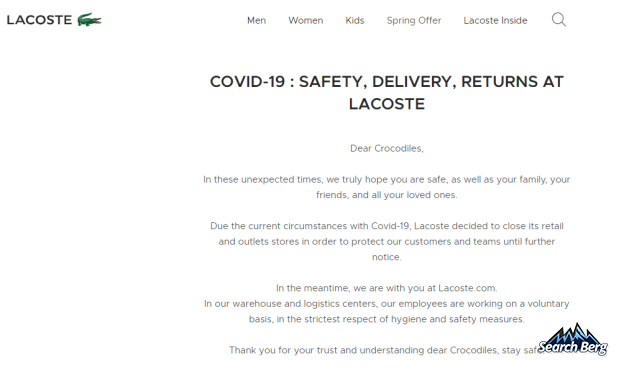 LACOSTE
Men Women Kids Spring Offer Lacoste Inside
COVID-19 : SAFETY, DELIVERY, RETURNS AT
LACOSTE
Dear Crocodiles,
In these unexpected times, we truly hope you are safe, as well as your family, your
friends, and all your loved ones.
Due the current circumstances with Covid-19, Lacoste decided to close its retail
and outlets stores in order to protect our customers and teams until further
notice.
In the meantime, we are with you at Lacoste.com.
In our warehouse and logistics centers, our employees are working on a voluntary
basis, in the strictest respect of hygiene and safety measures.
Thank you for your trust and understanding dear Crocodiles, stay safe
Search Berg